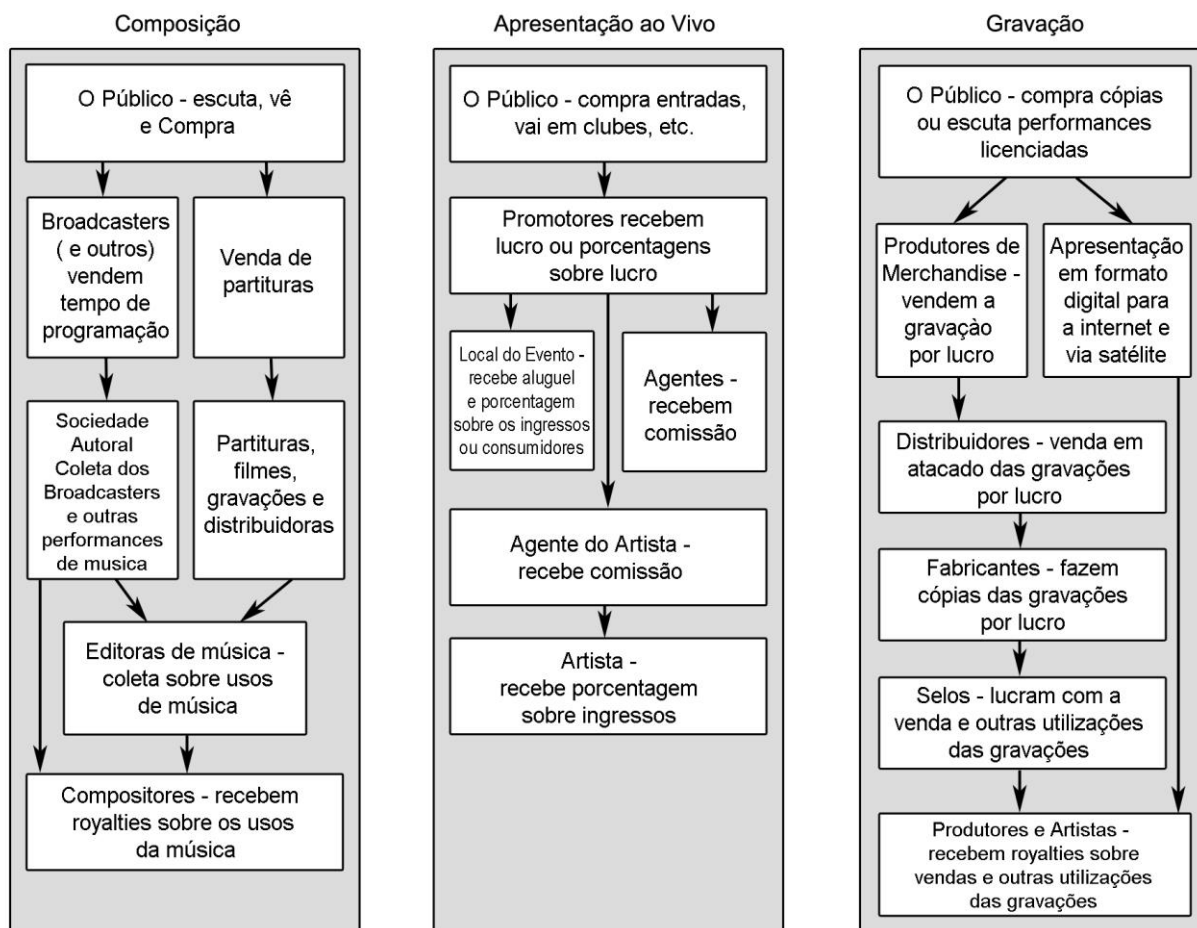 Composição
O Público - escuta, vê
e Compra
Broadcasters
( e outros)
vendem
tempo de
programação
Venda de
partituras
Sociedade
Autoral
Coleta dos
Broadcasters
e outras
performances
de musica
Partituras,
filmes,
gravações e
distribuidoras
Editoras de música -
coleta sobre usos
de música
Compositores - recebem
royalties sobre os usos
da música
Apresentação ao Vivo
O Público - compra entradas,
vai em clubes, etc.
Promotores recebem
lucro ou porcentagens
sobre lucro
Local do Evento -
recebe aluguel
e porcentagem
sobre os ingressos
ou consumidores
Agentes -
recebem
comissão
Agente do Artista -
recebe comissão
Artista -
recebe porcentagem
sobre ingressos
Gravação
O Público - compra cópias
ou escuta performances
licenciadas
Produtores de
Merchandise -
vendem a
gravaçào
por lucro
Apresentação
em formato
digital para
a internet e
via satélite
Distribuidores - venda em
atacado das gravações
por lucro
Fabricantes - fazem
cópias das gravações
por lucro
Selos - lucram com a
venda e outras utilizações
das gravações
Produtores e Artistas -
recebem royalties sobre
vendas e outras utilizações
das gravações